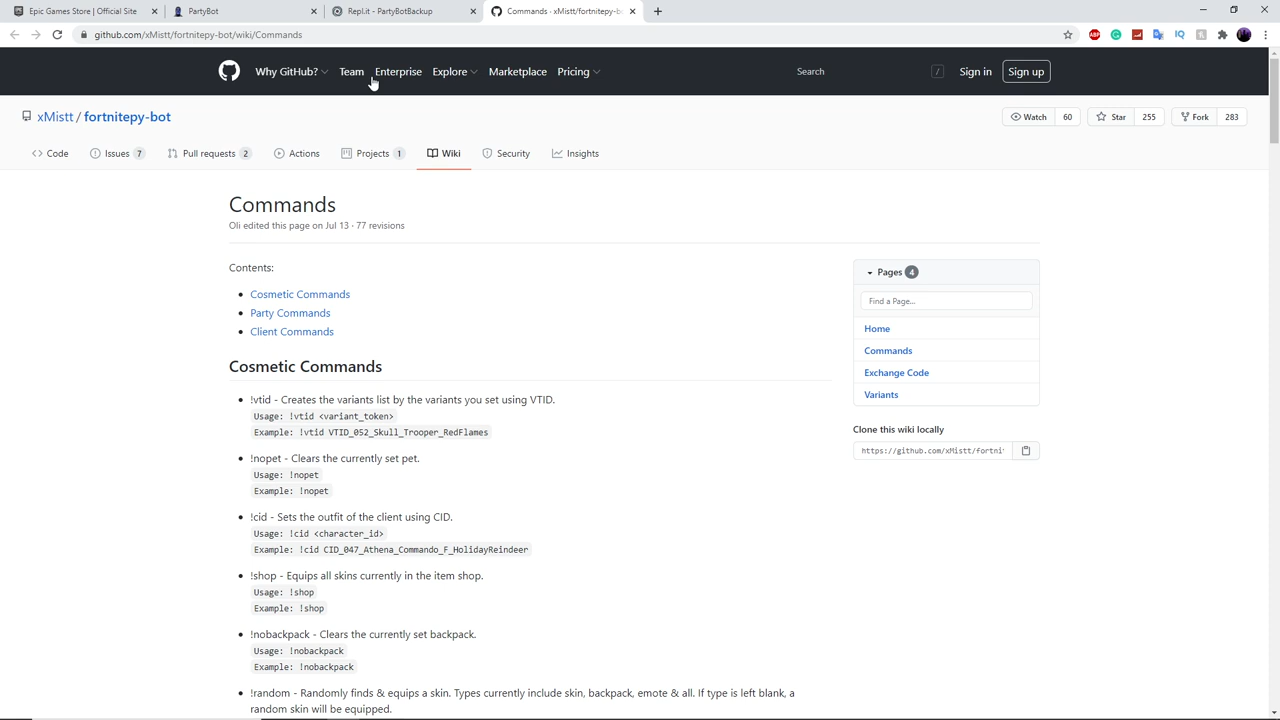 Epic Games Store | Official Site
PartyBot
Repl.it - PartyBotBackup
Commands · xMistt/fortnitepy-b
github.com/xMistt/fortnitepy-bot/wiki/Commands
Why GitHub?
Team
Enterprise
Explore
Marketplace
Pricing
Search
/
Sign in
Sign up
xMistt / fortnitepy-bot
Watch 60
Star 255
Fork 283
Code
Issues 7
Pull requests 2
Actions
Projects 1
Wiki
Security
Insights
Commands
Oli edited this page on Jul 13 · 77 revisions
Contents:
• Cosmetic Commands
• Party Commands
• Client Commands
Cosmetic Commands
• !vtid - Creates the variants list by the variants you set using VTID.
Usage: !vtid <variant_token>
Example: !vtid VTID_052_Skull_Trooper_RedFlames
• !nopet - Clears the currently set pet.
Usage: !nopet
Example: !nopet
• !cid - Sets the outfit of the client using CID.
Usage: !cid <character_id>
Example: !cid CID_047_Athena_Commando_F_HolidayReindeer
• !shop - Equips all skins currently in the item shop.
Usage: !shop
Example: !shop
• !nobackpack - Clears the currently set backpack.
Usage: !nobackpack
Example: !nobackpack
• !random - Randomly finds & equips a skin. Types currently include skin, backpack, emote & all. If type is left blank, a
random skin will be equipped.
Pages 4
Find a Page...
Home
Commands
Exchange Code
Variants
Clone this wiki locally
https://github.com/xMistt/fortni